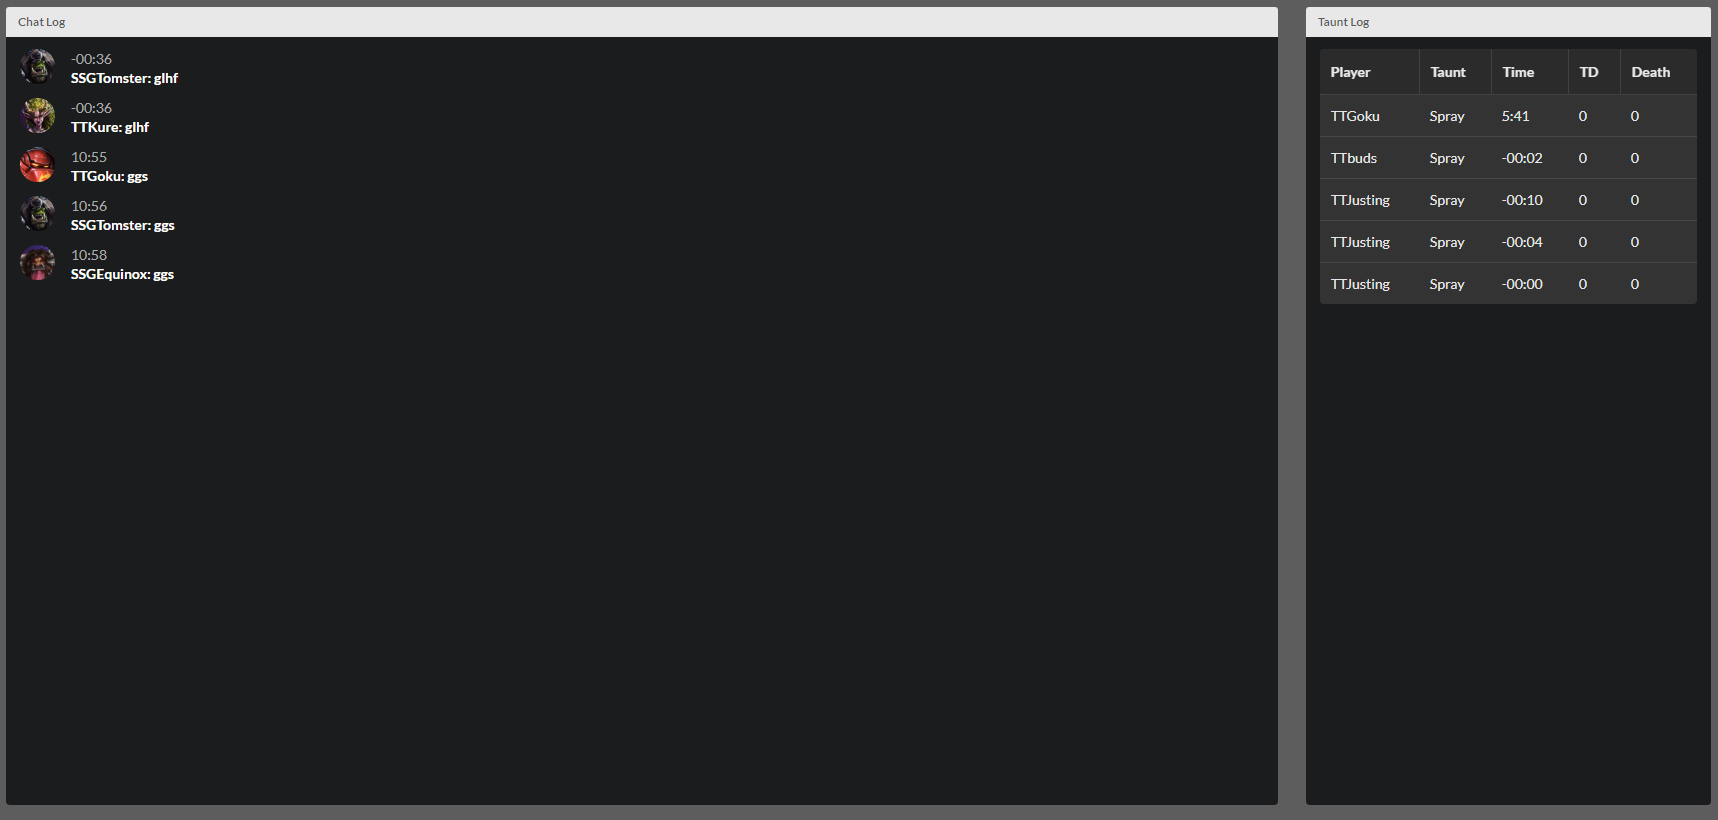 Chat Log
-00:36
SSGTomster: glhf
-00:36
TTKure: glhf
10:55
TTGoku: ggs
10:56
SSGTomster: ggs
10:58
SSGEquinox: ggs
Taunt Log
Player Taunt Time TD Death
TTGoku Spray 5:41 0 0
TTbuds Spray -00:02 0 0
TTJusting Spray -00:10 0 0
TTJusting Spray -00:04 0 0
TTJusting Spray -00:00 0 0